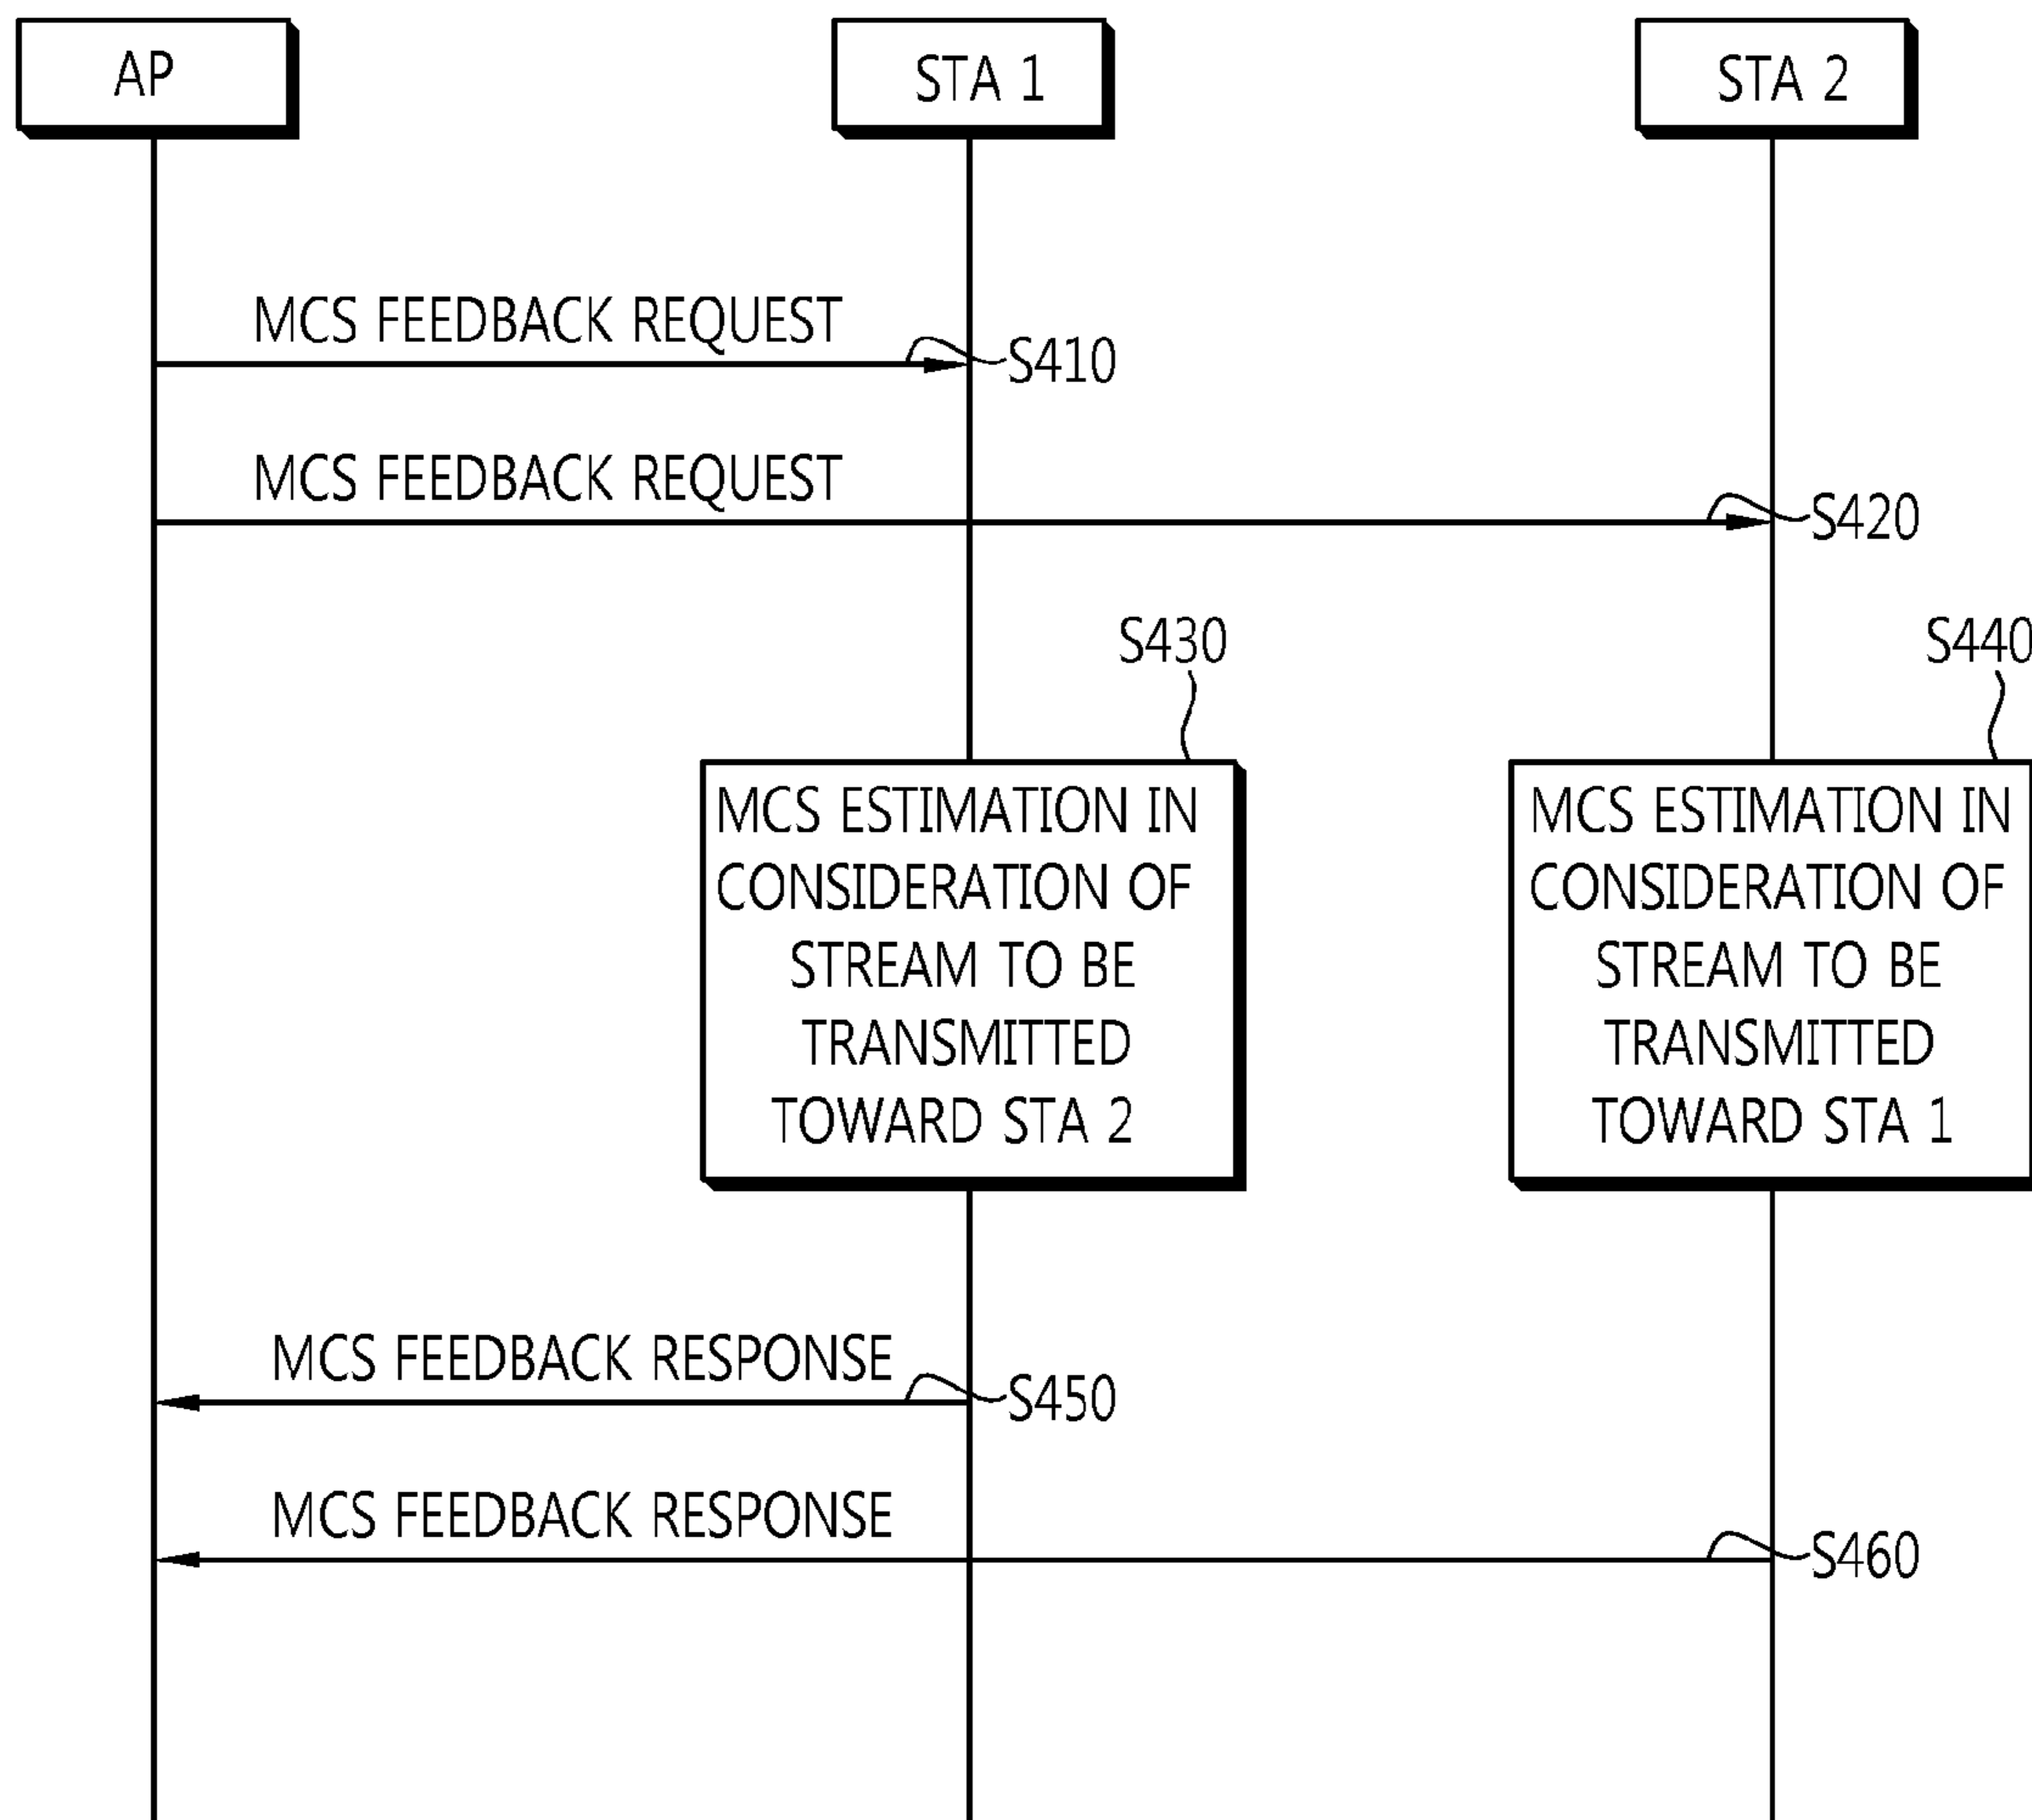 AP
STA 1
STA 2
MCS FEEDBACK REQUEST
S410
MCS FEEDBACK REQUEST
S420
S430
S440
MCS ESTIMATION IN
CONSIDERATION OF
STREAM TO BE
TRANSMITTED
TOWARD STA 2
MCS ESTIMATION IN
CONSIDERATION OF
STREAM TO BE
TRANSMITTED
TOWARD STA 1
MCS FEEDBACK RESPONSE
S450
MCS FEEDBACK RESPONSE
S460